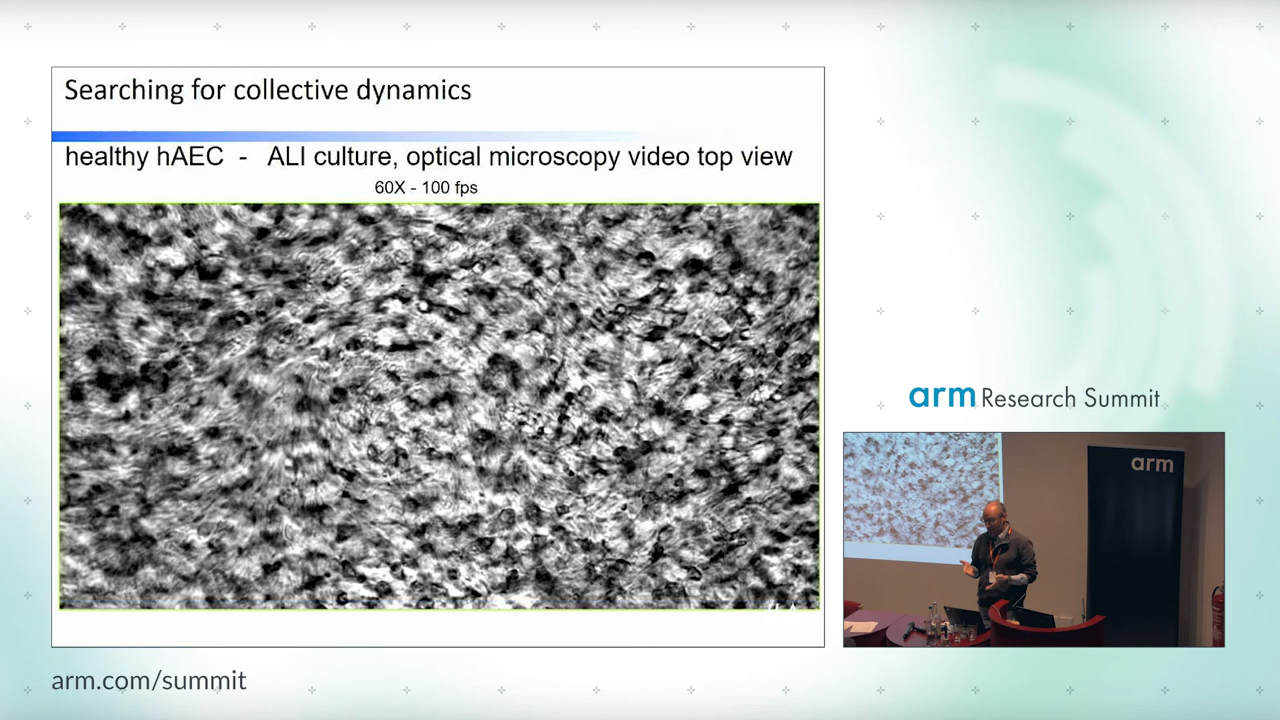 Searching for collective dynamics
healthy hAEC - ALI culture, optical microscopy video top view
60X - 100 fps
arm Research Summit
arm
arm.com/summit